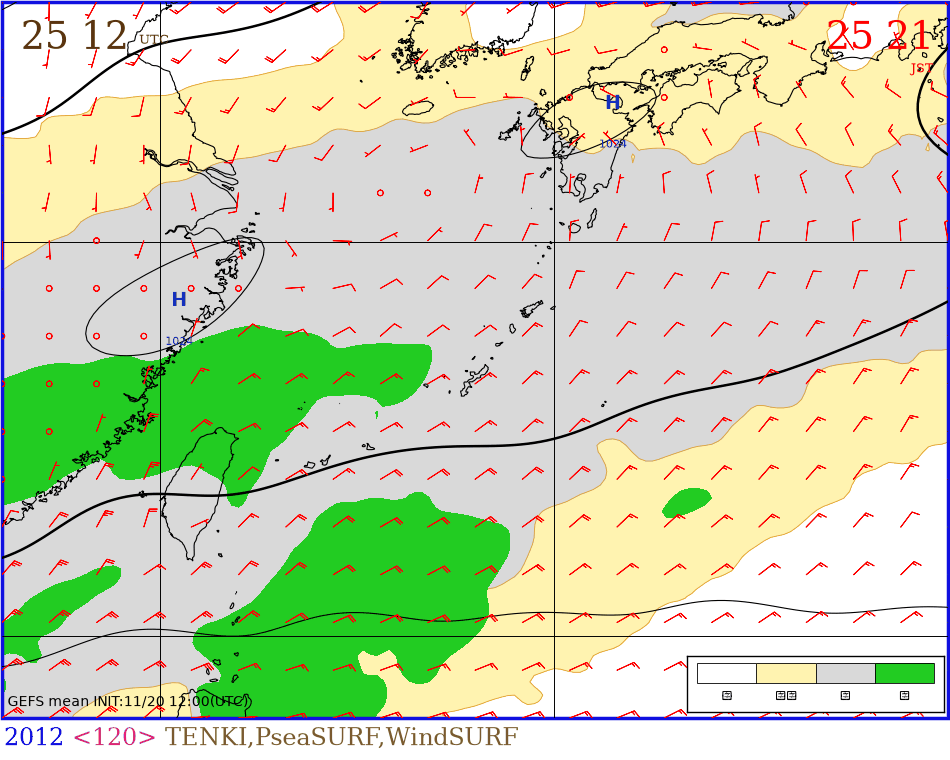 25 12 UTC
25 21 JST
H
1024
H
1024
GEFS mean INIT:11/20 12:00(UTC)
2012 <120> TENKI,PseaSURF,WindSURF